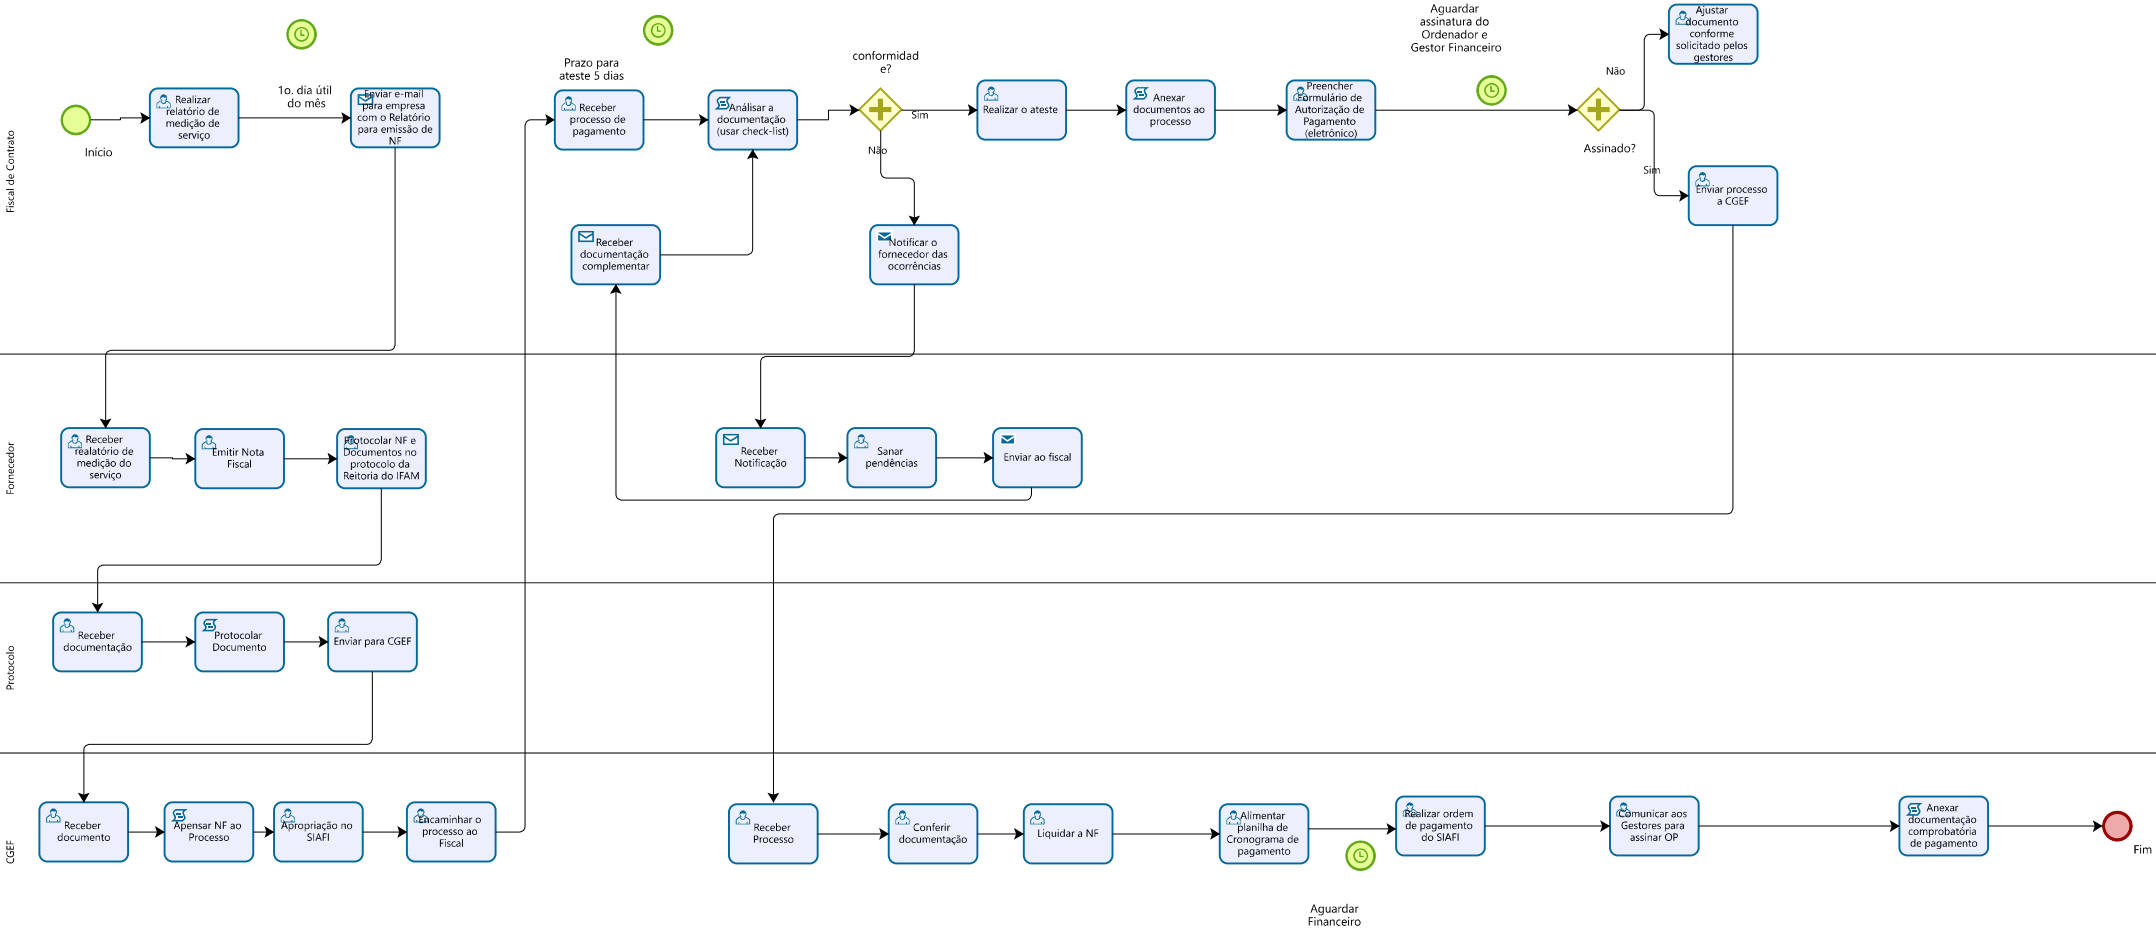 Fiscal de Contrato
Início
Realizar
relatório de
medição de
serviço
1o. dia útil
do mês
Enviar e-mail
para empresa
com o Relatório
para emissão de
NF
Prazo para
ateste 5 dias
Receber
processo de
pagamento
Análisar a
documentação
(usar check-list)
conformidad
e?
Sim
Não
Realizar o ateste
Anexar
documentos ao
processo
Preencher
Formulário de
Autorização de
Pagamento
(eletrônico)
Aguardar
assinatura do
Ordenador e
Gestor Financeiro
Assinado?
Não
Sim
Ajustar
documento
conforme
solicitado pelos
gestores
Enviar processo
a CGEF
Receber
documentação
complementar
Notificar o
fornecedor das
ocorrências
Fornecedor
Receber
realatório de
medição do
serviço
Emitir Nota
Fiscal
Protocolar NF e
Documentos no
protocolo da
Reitoria do IFAM
Receber
Notificação
Sanar
pendências
Enviar ao fiscal
Protocolo
Receber
documentação
Protocolar
Documento
Enviar para CGEF
CGEF
Receber
documento
Apensar NF ao
Processo
Apropriação no
SIAFI
Encaminhar o
processo ao
Fiscal
Receber
Processo
Conferir
documentação
Liquidar a NF
Alimentar
planilha de
Cronograma de
pagamento
Aguardar
Financeiro
Realizar ordem
de pagamento
do SIAFI
Comunicar aos
Gestores para
assinar OP
Anexar
documentação
comprobatória
de pagamento
Fim